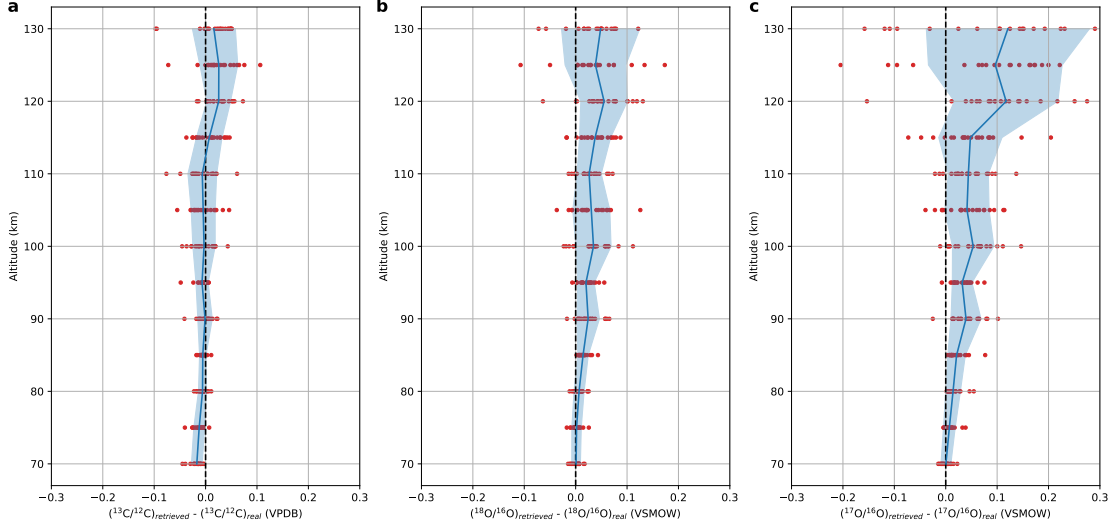 a
130
120
110
100
90
80
70
Altitude (km)
−0.3 −0.2 −0.1 0.0 0.1 0.2 0.3
(¹³C/¹²C)retrieved - (¹³C/¹²C)real (VPDB)
b
130
120
110
100
90
80
70
Altitude (km)
−0.3 −0.2 −0.1 0.0 0.1 0.2 0.3
(¹⁸O/¹⁶O)retrieved - (¹⁸O/¹⁶O)real (VSMOW)
c
130
120
110
100
90
80
70
Altitude (km)
−0.3 −0.2 −0.1 0.0 0.1 0.2 0.3
(¹⁷O/¹⁶O)retrieved - (¹⁷O/¹⁶O)real (VSMOW)